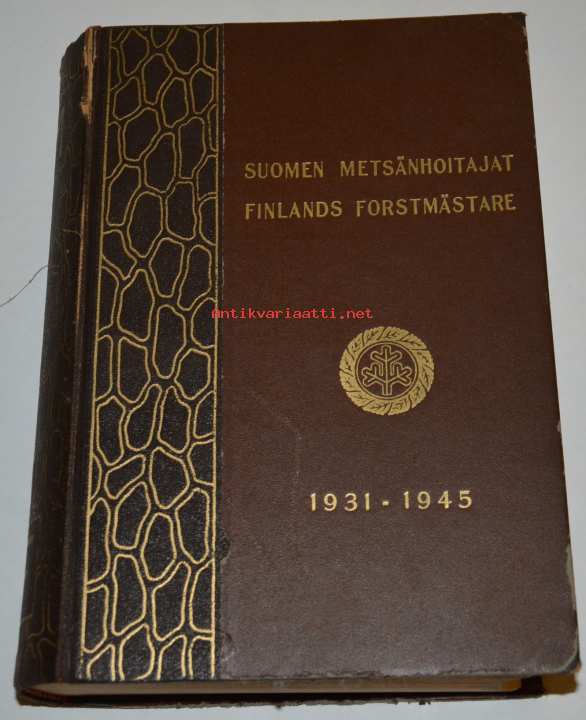 SUOMEN METSÄNHOITAJAT
FINLANDS FORSTMÄSTARE
Antikvariaatti.net
1931 - 1945